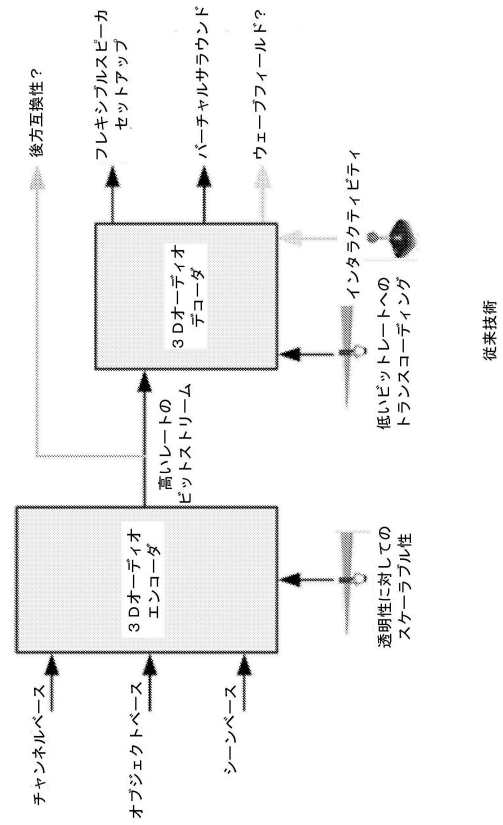 チャンネルベース
オブジェクトベース
シーンベース
３Dオーディオ
エンコーダ
透明性に対しての
スケーラブル性
高いレートの
ビットストリーム
３Dオーディオ
デコーダ
低いビットレートへの
トランスコーディング
インタラクティビティ
後方互換性？
フレキシブルスピーカ
セットアップ
バーチャルサラウンド
ウェーブフィールド？
従来技術